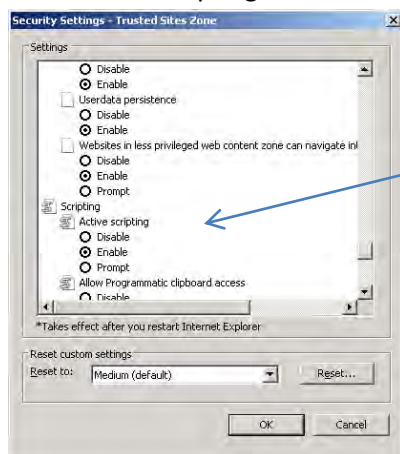 Security Settings - Trusted Sites Zone
Settings
Disable
Enable
Userdata persistence
Disable
Enable
Websites in less privileged web content zone can navigate
Disable
Enable
Prompt
Scripting
Active scripting
Disable
Enable
Prompt
Allow Programmatic clipboard access
Disable
*Takes effect after you restart Internet Explorer
Reset custom settings
Reset to: Medium (default) Reset...
OK Cancel